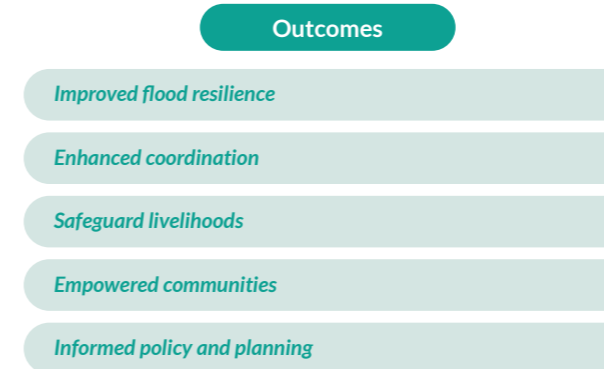 Outcomes
Improved flood resilience
Enhanced coordination
Safeguard livelihoods
Empowered communities
Informed policy and planning